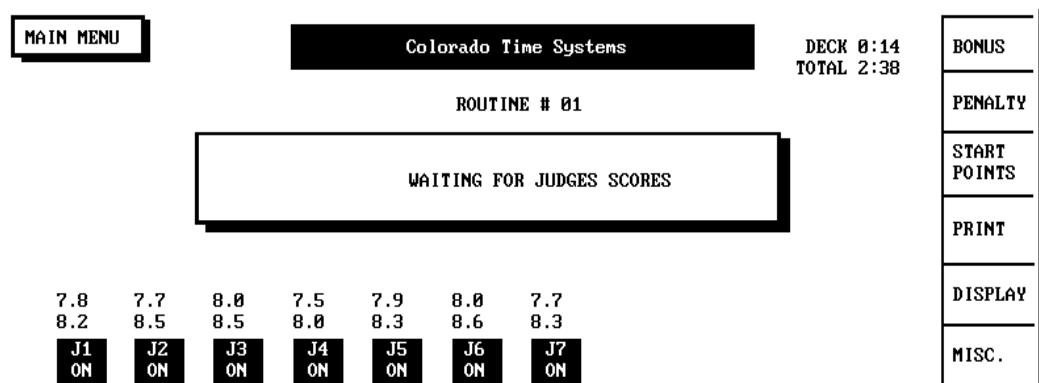 MAIN MENU
Colorado Time Systems
DECK 0:14
TOTAL 2:38
ROUTINE # 01
WAITING FOR JUDGES SCORES
7.8 7.7 8.0 7.5 7.9 8.0 7.7
8.2 8.5 8.5 8.0 8.3 8.6 8.3
J1 J2 J3 J4 J5 J6 J7
ON ON ON ON ON ON ON
BONUS
PENALTY
START
POINTS
PRINT
DISPLAY
MISC.